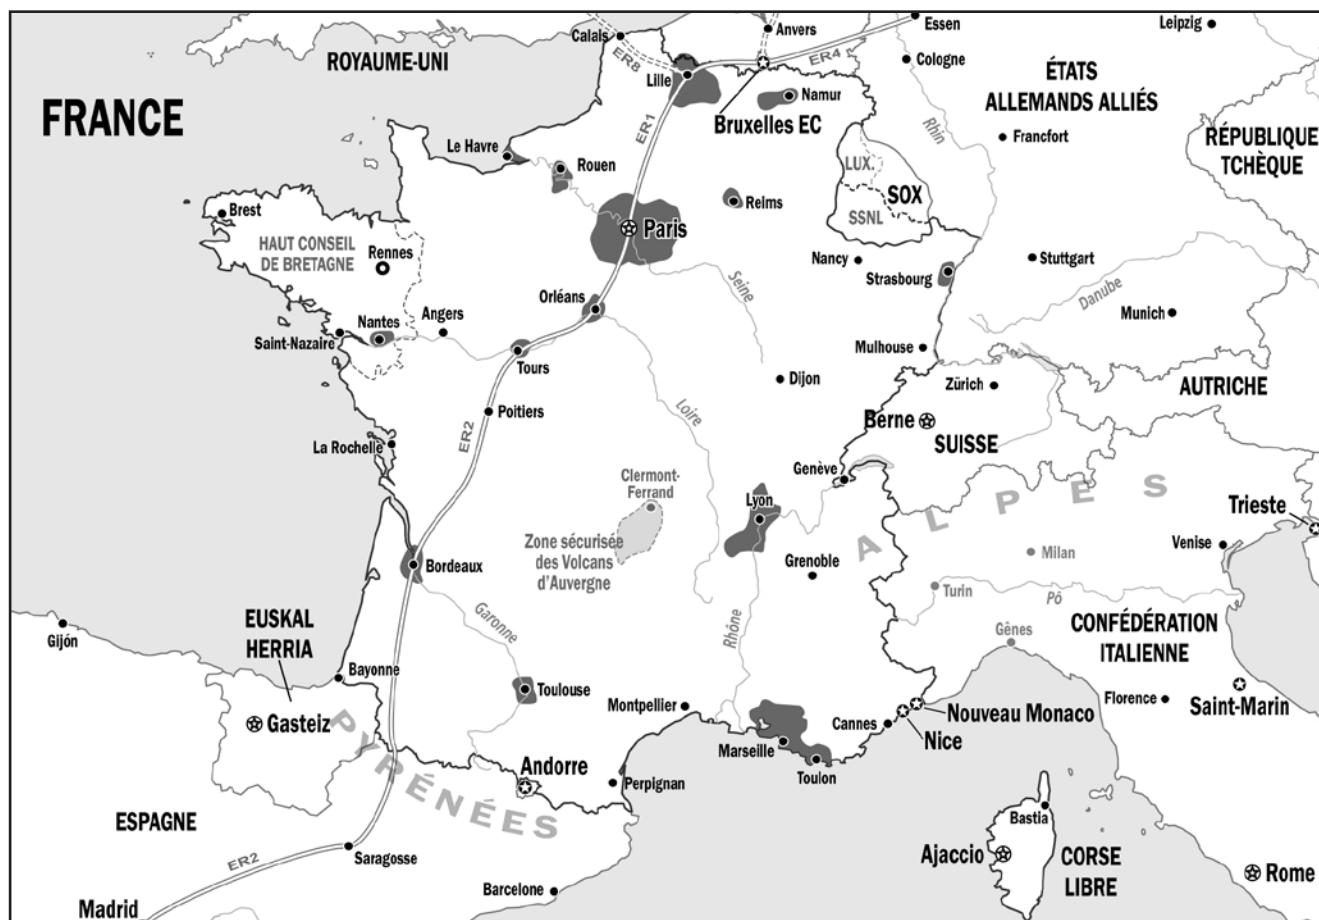 Calais
Anvers
Essen
Leipzig
ROYAUME-UNI
ER8
ER4
Cologne
FRANCE
Lille
ÉTATS
ALLEMANDS ALLIÉS
Namur
Bruxelles EC
Rhin
Francfort
RÉPUBLIQUE
TCHÈQUE
ER1
Le Havre
Rouen
LUX.
SOX
SSNL
Reims
Brest
Paris
HAUT CONSEIL
DE BRETAGNE
Rennes
Nancy
Strasbourg
Stuttgart
Seine
Danube
Orléans
Munich
Nantes
Angers
Saint-Nazaire
Mulhouse
Tours
Dijon
Zürich
AUTRICHE
Loire
Poitiers
Berne
SUISSE
ER2
La Rochelle
Genève
Clermont-
Ferrand
Lyon
ALPES
Trieste
Zone sécurisée
des Volcans
d'Auvergne
Venise
Milan
Grenoble
Bordeaux
Turin
Pô
Garonne
Rhône
Gênes
CONFÉDÉRATION
ITALIENNE
EUSKAL
HERRIA
Gijón
Bayonne
Toulouse
Montpellier
Florence
Saint-Marin
Gasteiz
Cannes
Nouveau Monaco
Nice
Marseille
Toulon
PYRÉNÉES
Andorre
Perpignan
ESPAGNE
Bastia
ER2
Saragosse
Ajaccio
CORSE
LIBRE
Rome
Barcelone
Madrid